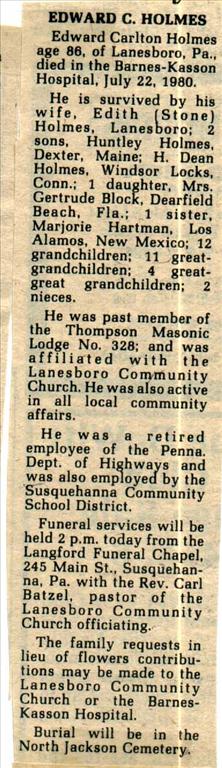 EDWARD C. HOLMES
Edward Carlton Holmes
age 86, of Lanesboro, Pa.,
died in the Barnes-Kasson
Hospital, July 22, 1980.
He is survived by his
wife, Edith (Stone)
Holmes, Lanesboro; 2
sons, Huntley Holmes,
Dexter, Maine; H. Dean
Holmes, Windsor Locks,
Conn.; 1 daughter, Mrs.
Gertrude Block, Dearfield
Beach, Fla.; 1 sister,
Marjorie Hartman, Los
Alamos, New Mexico; 12
grandchildren; 11 great-
grandchildren; 4 great-
great grandchildren; 2
nieces.
He was past member of
the Thompson Masonic
Lodge No. 328; and was
affiliated with the
Lanesboro Community
Church. He was also active
in all local community
affairs.
He was a retired
employee of the Penna.
Dept. of Highways and
was also employed by the
Susquehanna Community
School District.
Funeral services will be
held 2 p.m. today from the
Langford Funeral Chapel,
245 Main St., Susquehan-
na, Pa. with the Rev. Carl
Batzel, pastor of the
Lanesboro Community
Church officiating.
The family requests in
lieu of flowers contribu-
tions may be made to the
Lanesboro Community
Church or the Barnes-
Kasson Hospital.
Burial will be in the
North Jackson Cemetery.